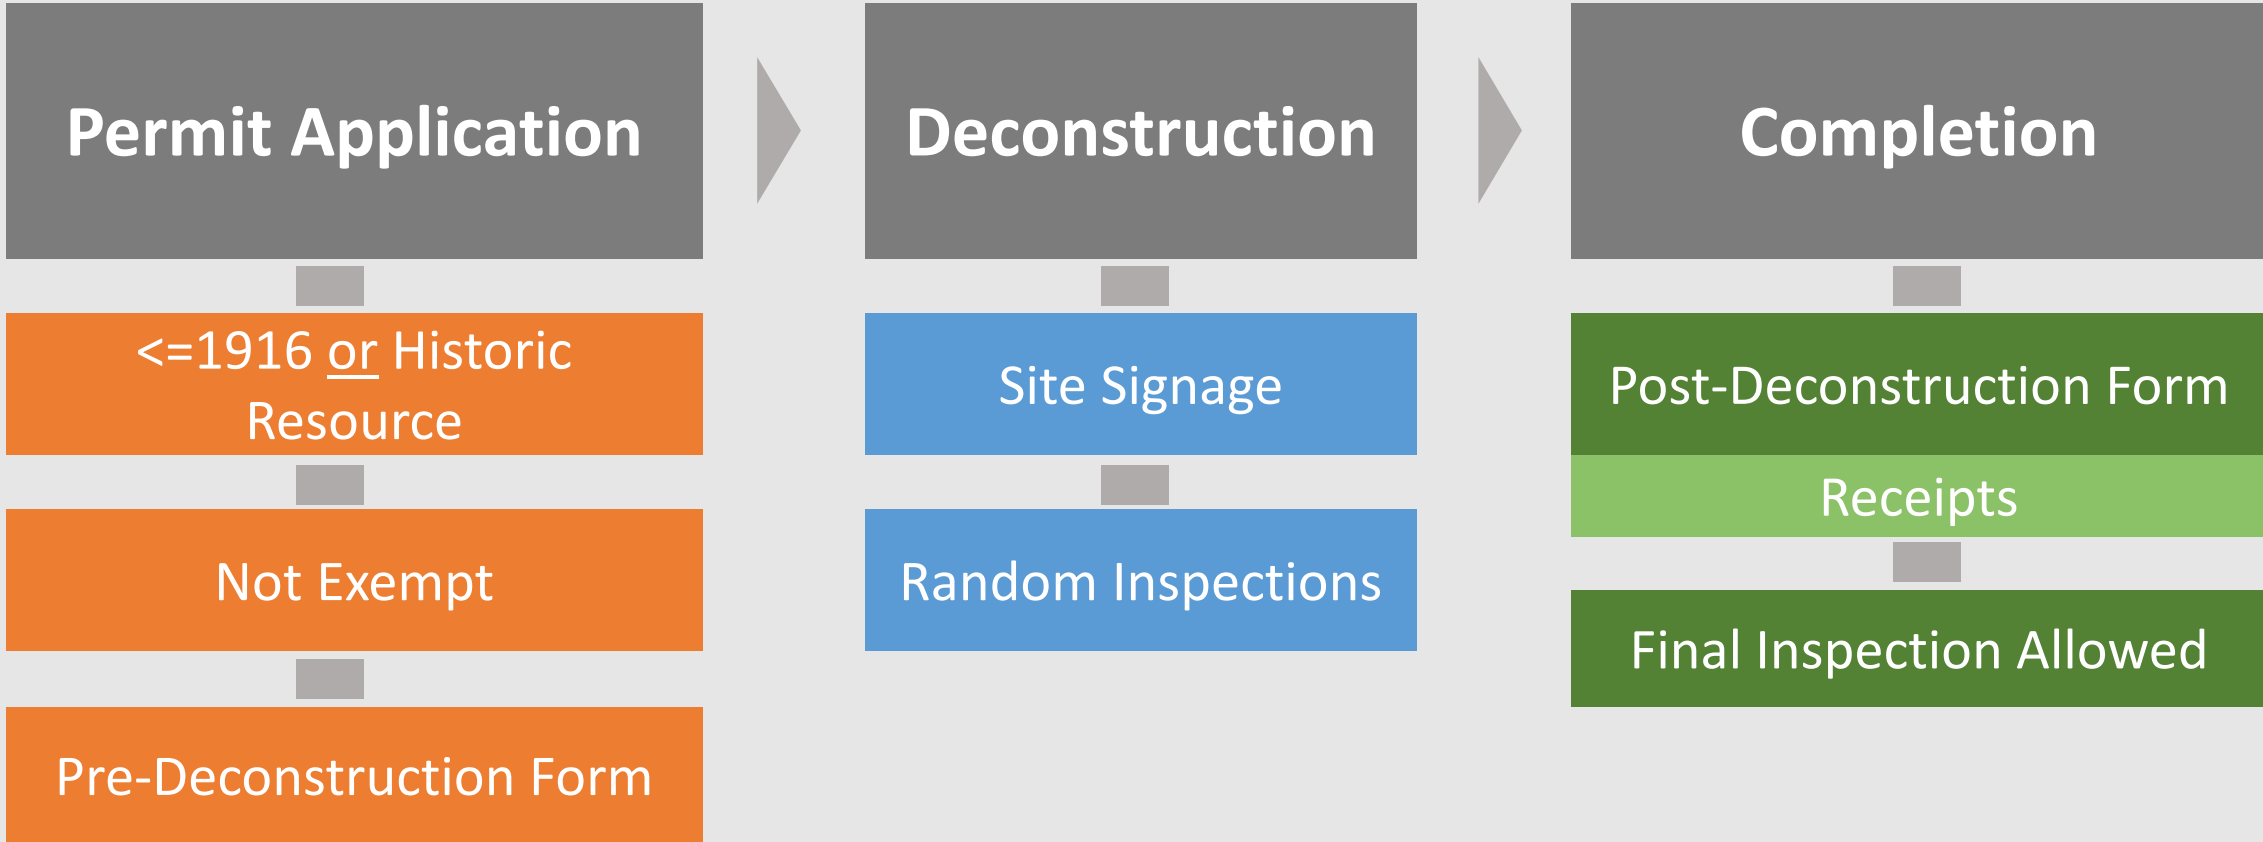 Permit Application
<=1916 or Historic
Resource
Not Exempt
Pre-Deconstruction Form
Deconstruction
Site Signage
Random Inspections
Completion
Post-Deconstruction Form
Receipts
Final Inspection Allowed